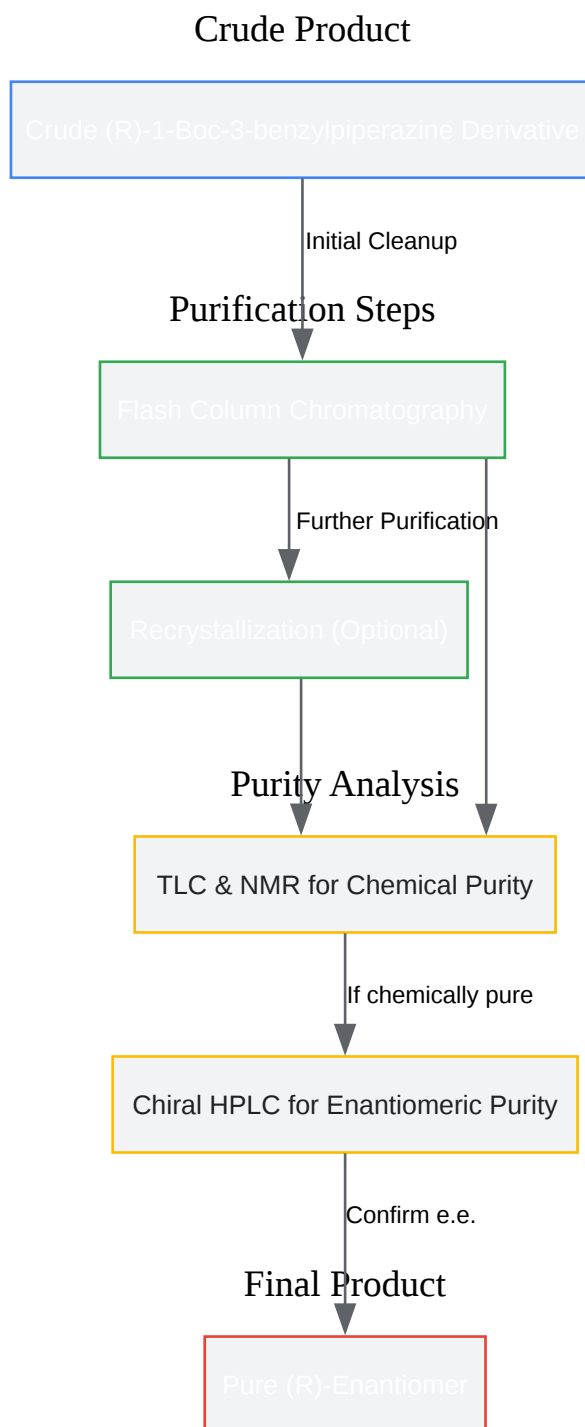 Crude Product
Crude (R)-1-Boc-3-benzylpiperazine Derivative
Initial Cleanup
Purification Steps
Flash Column Chromatography
Further Purification
Recrystallization (Optional)
Purity Analysis
TLC & NMR for Chemical Purity
If chemically pure
Chiral HPLC for Enantiomeric Purity
Confirm e.e.
Final Product
Pure (R)-Enantiomer